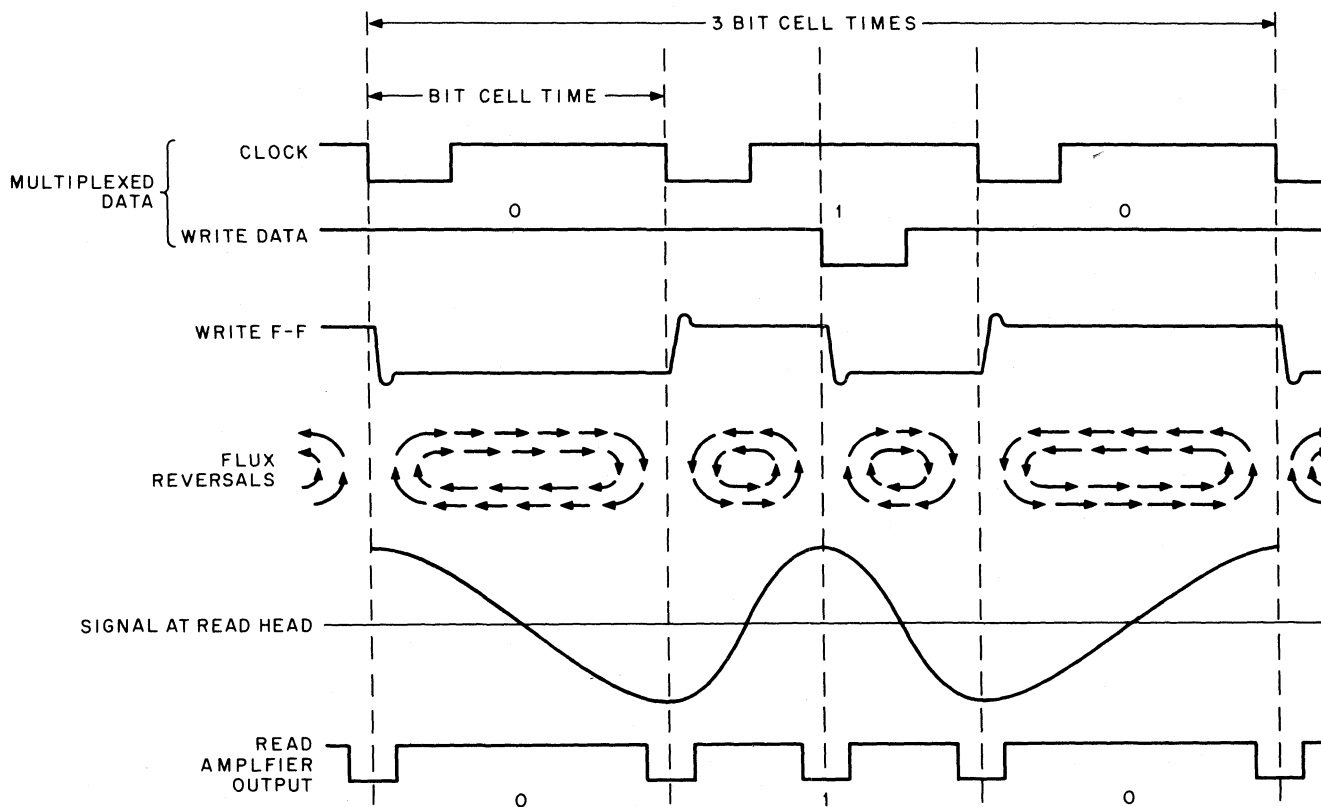 3 BIT CELL TIMES
BIT CELL TIME
CLOCK
MULTIPLEXED
DATA
0 1 0
WRITE DATA
WRITE F-F
FLUX
REVERSALS
SIGNAL AT READ HEAD
READ
AMPLFIER
OUTPUT
0 1 0